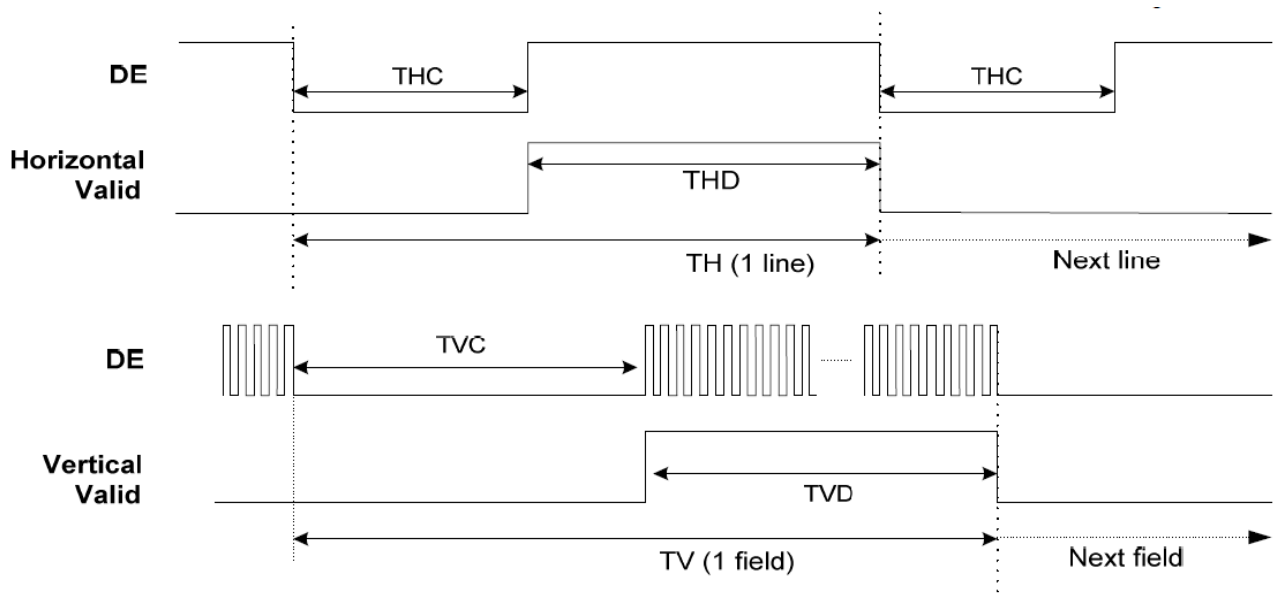 DE
THC
THC
Horizontal
Valid
THD
TH (1 line)
Next line
DE
TVC
Vertical
Valid
TVD
TV (1 field)
Next field